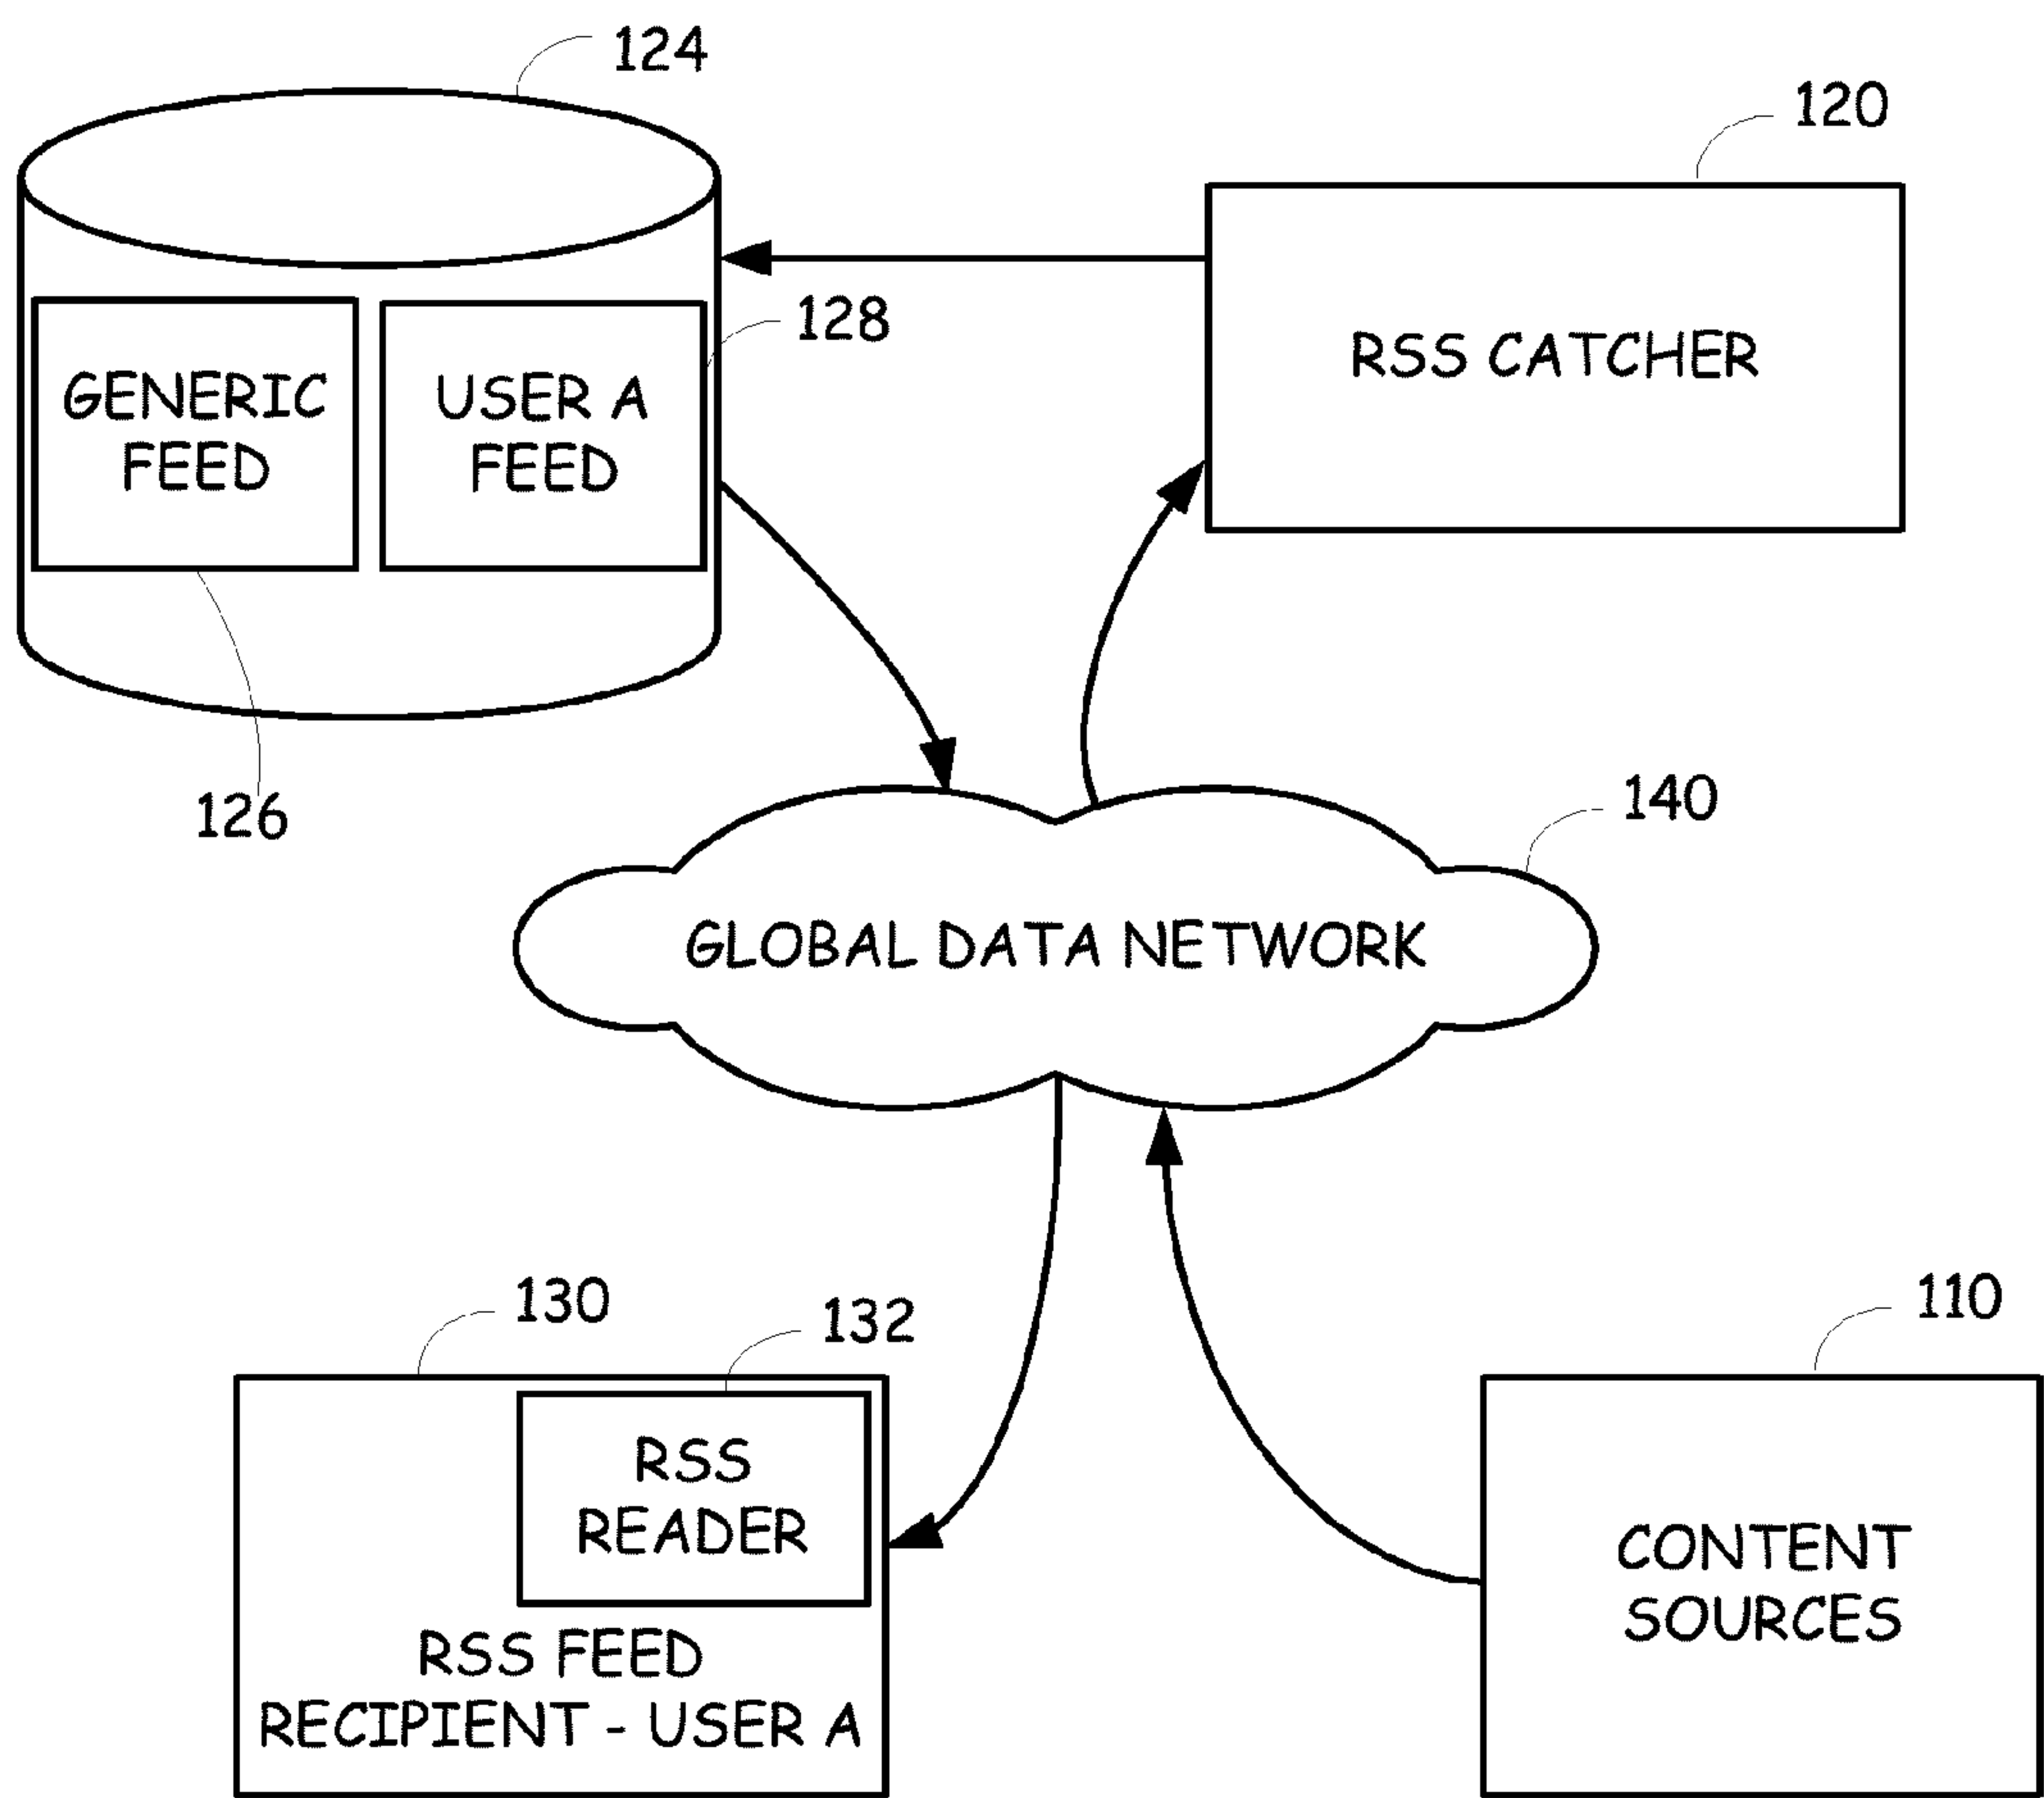 124
120
128
RSS CATCHER
GENERIC
FEED
USER A
FEED
126
140
GLOBAL DATA NETWORK
130
132
110
RSS
READER
RSS FEED
RECIPIENT - USER A
CONTENT
SOURCES